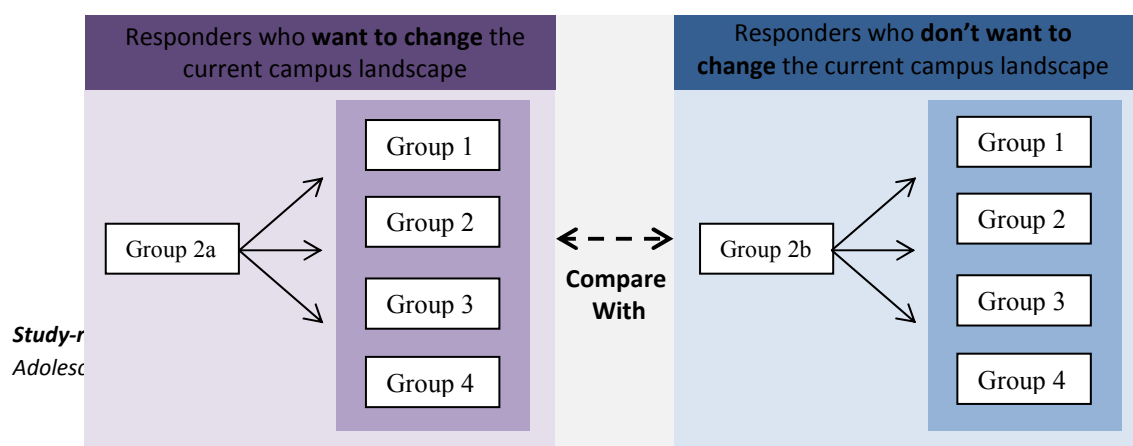 Responders who want to change the
current campus landscape
Group 1
Group 2
Group 2a
Group 3
Group 4
Compare
With
Responders who don’t want to
change the current campus landscape
Group 1
Group 2
Group 2b
Group 3
Group 4